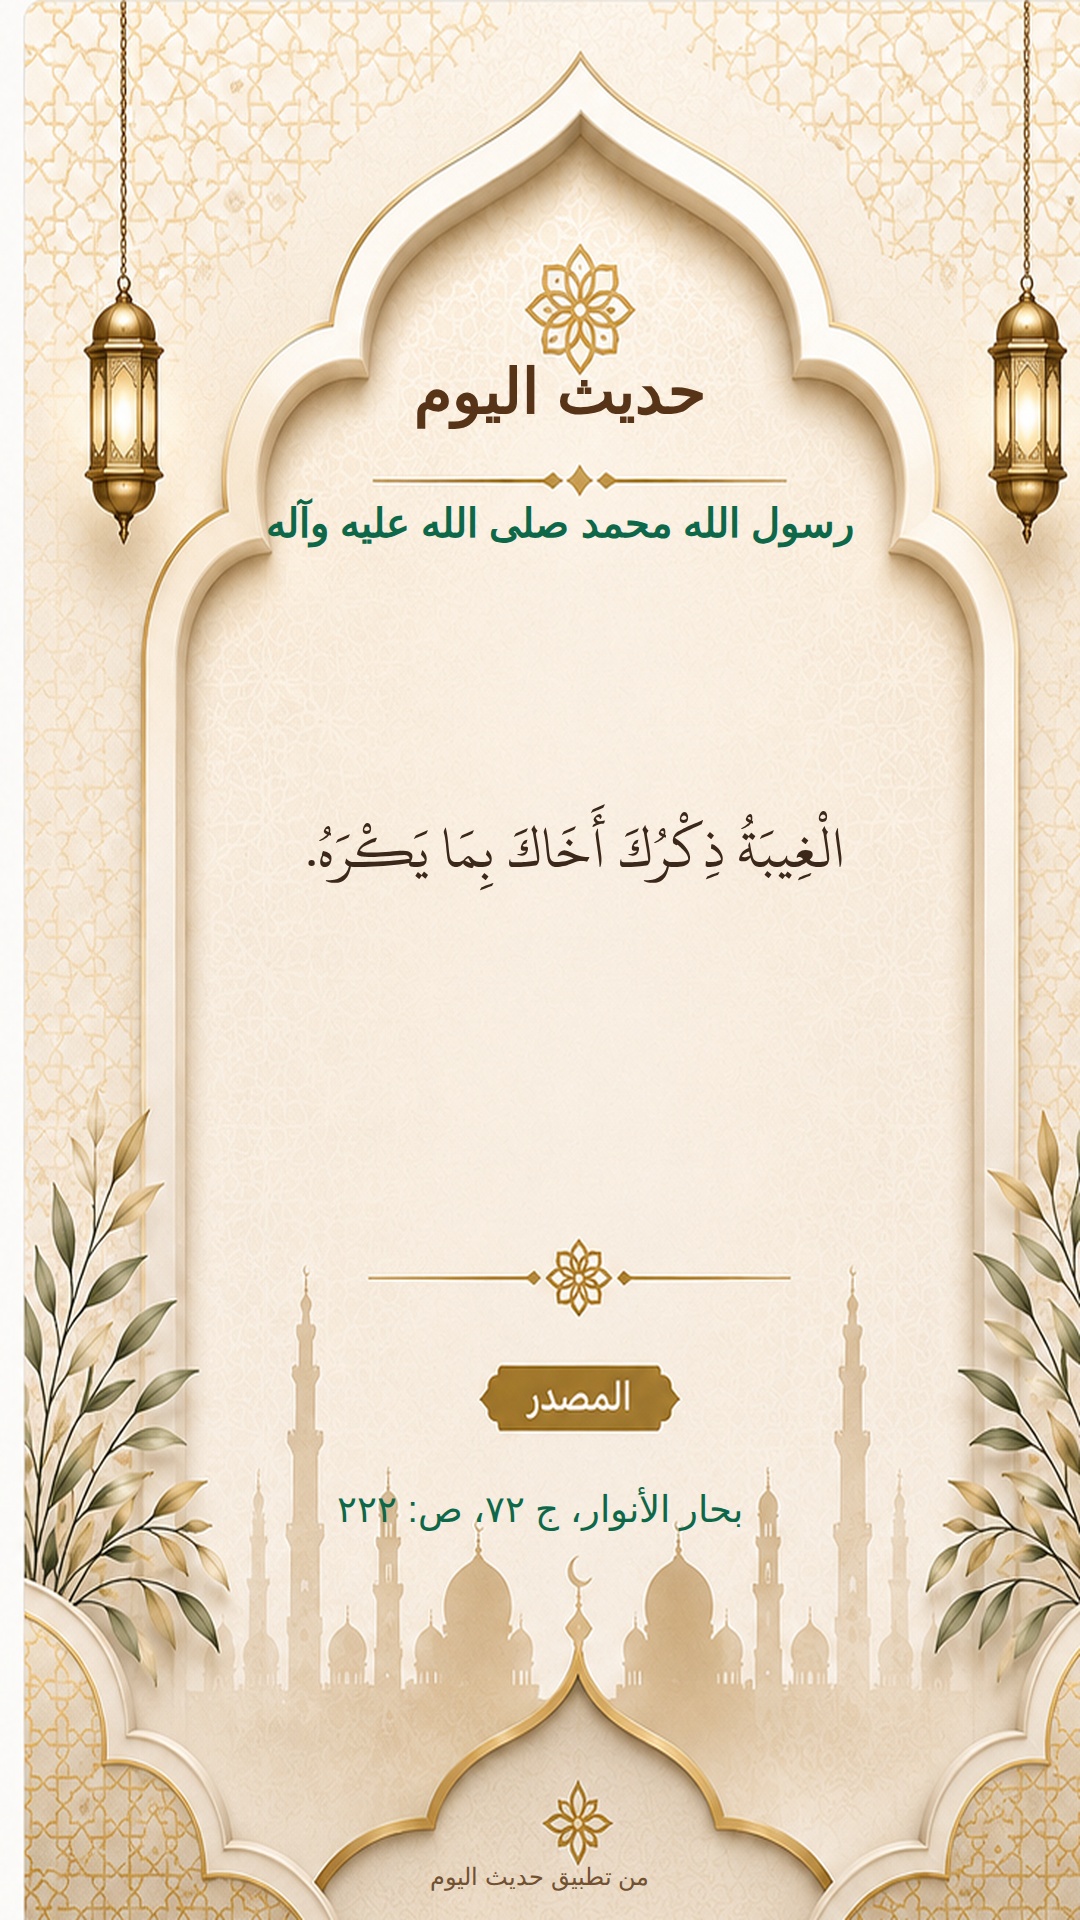 حديث اليوم
رسول الله محمد صلى الله عليه وآله
الْغِيبَةُ ذِكْرُكَ أَخَاكَ بِمَا يَكْرَهُ.
المصدر
بحار الأنوار، ج ٧٢، ص: ٢٢٢
من تطبيق حديث اليوم